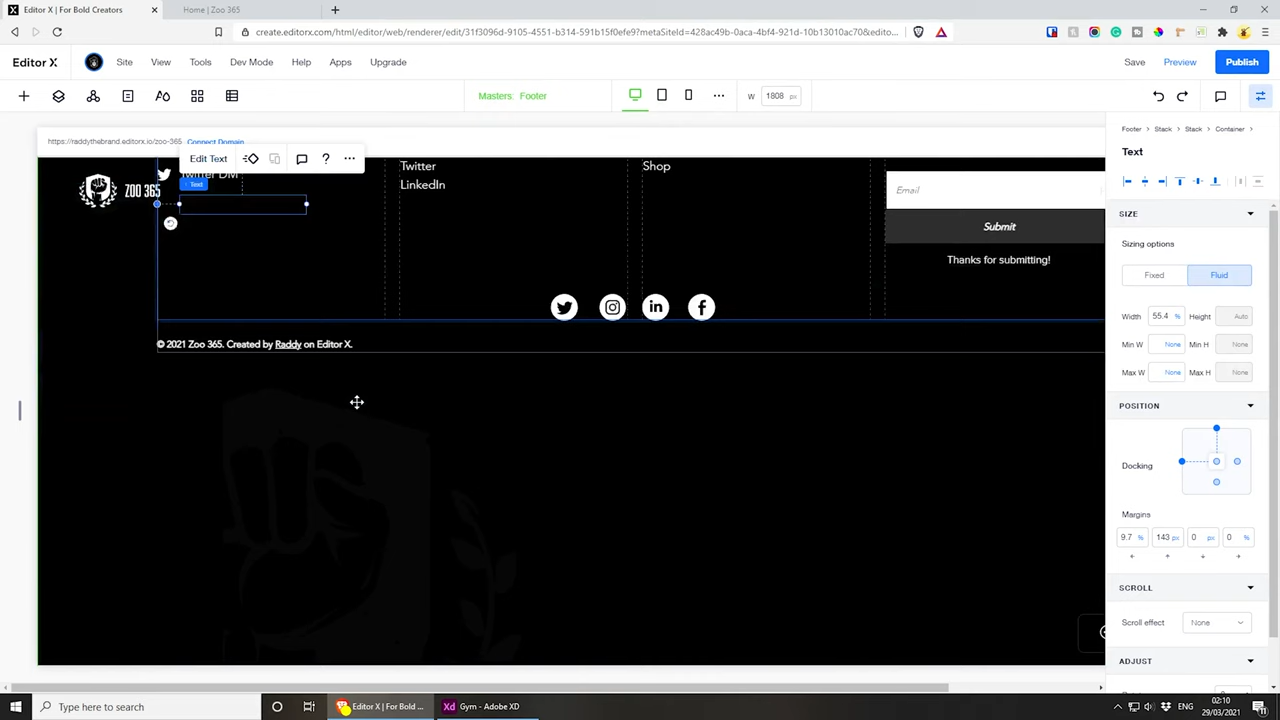 Editor X | For Bold Creators
Home | Zoo 365
create.editorx.com/html/editor/web/renderer/edit/31f3096d-9105-4551-b314-591b15f0efe9?metaSiteId=428ac49b-0aca-4bf4-921d-10b13010ac70&edito...
Editor X
Site
View
Tools
Dev Mode
Help
Apps
Upgrade
Save
Preview
Publish
Masters: Footer
W 1808 px
https://raddythebrand.editorx.io/zoo-365 Connect Domain
Footer > Stack > Stack > Container >
Text
Edit Text
Twitter DM
Text
ZOO 365
Twitter
LinkedIn
Shop
Email
Submit
Thanks for submitting!
© 2021 Zoo 365. Created by Raddy on Editor X.
SIZE
Sizing options
Fixed Fluid
Width 55.4 % Height Auto
Min W None Min H None
Max W None Max H None
POSITION
Docking
Margins
9.7 % 143 px 0 px 0 %
SCROLL
Scroll effect None
ADJUST
Type here to search
Editor X | For Bold ...
Gym - Adobe XD
ENG
02:10
29/03/2021